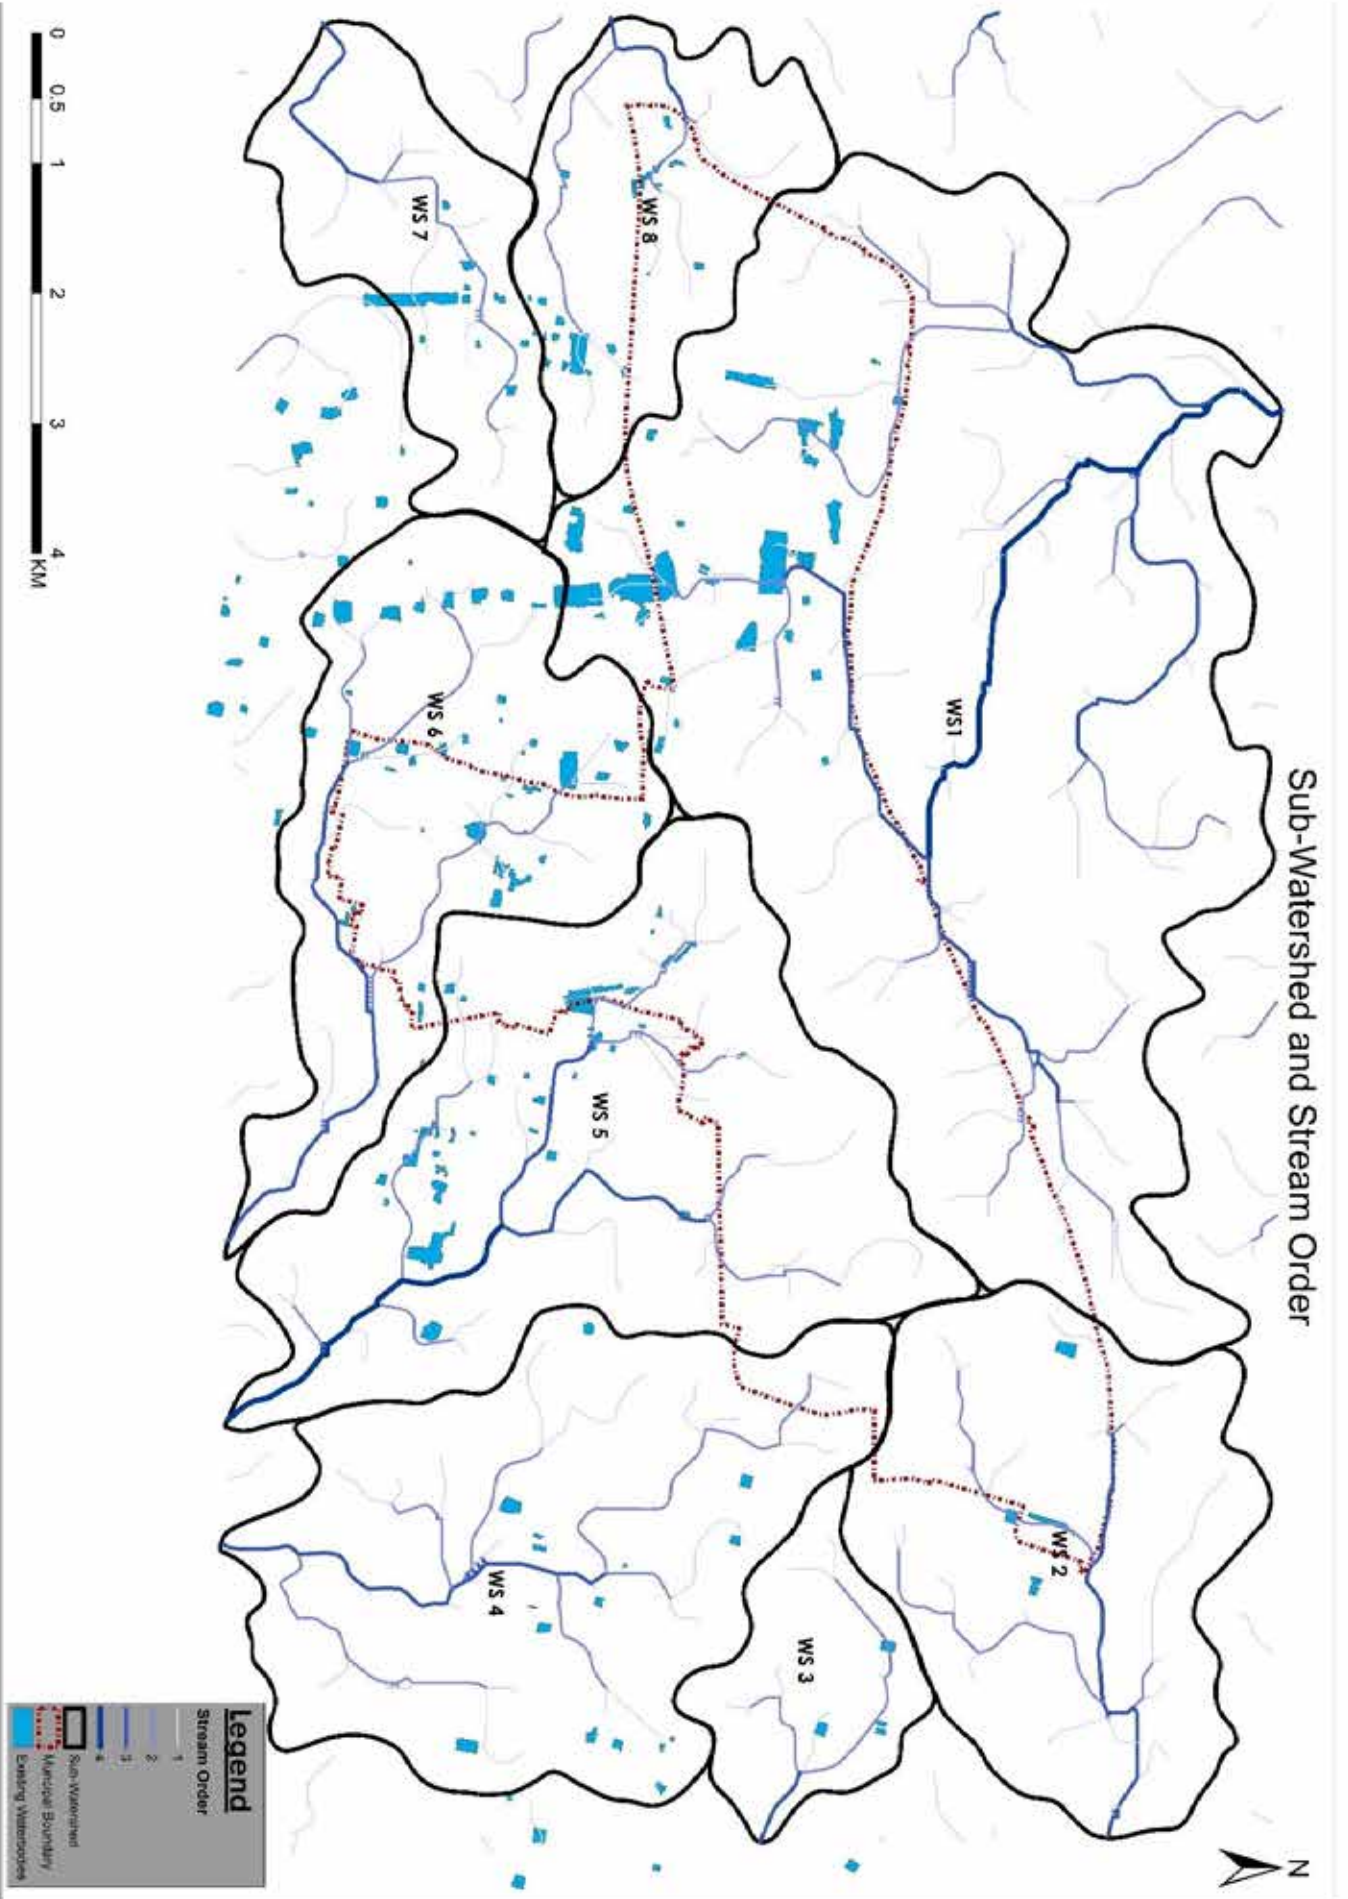 Sub-Watershed and Stream Order
N
WS1
WS 2
WS 3
WS 4
WS 5
WS 6
WS 7
WS 8
0 0.5 1 2 3 4
KM
Legend
Stream Order
1
2
3
4
Sub-Watershed
Municipal Boundary
Existing Waterbodies